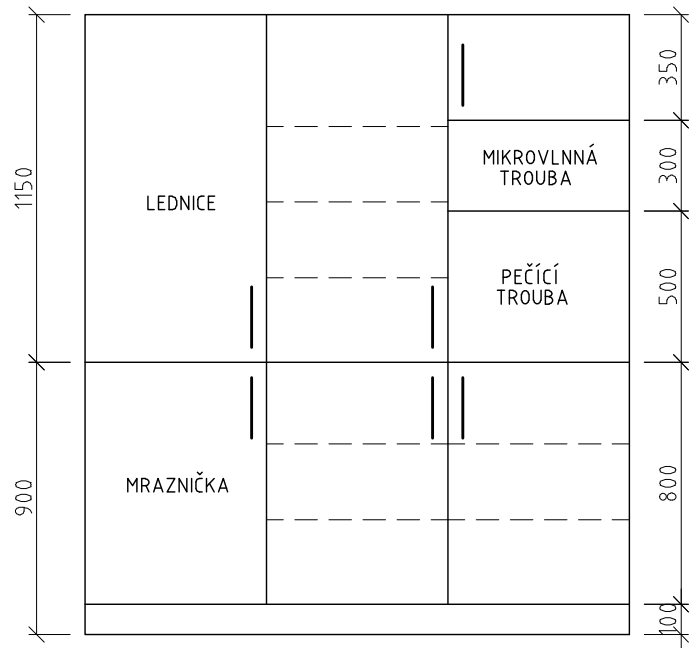 350
MIKROVLNNÁ
TROUBA
300
1150
LEDNICE
PEČÍCÍ
TROUBA
500
MRAZNIČKA
900
800
100